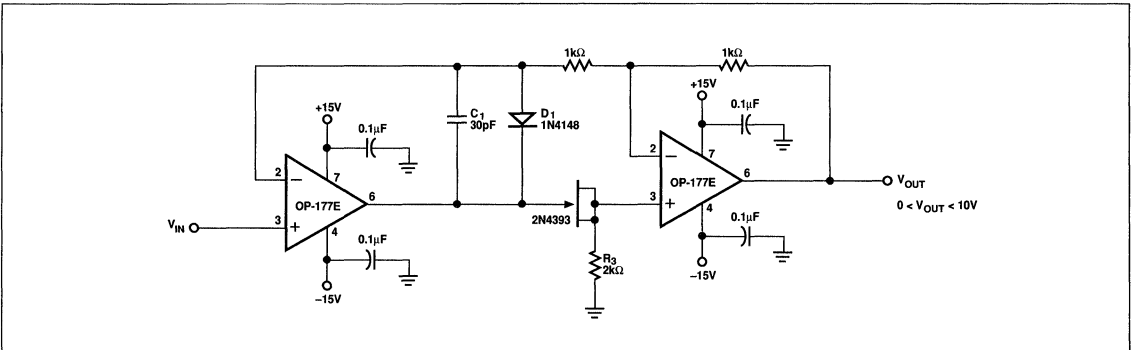 1kΩ
1kΩ
+15V
0.1µF
C1
30pF
D1
1N4148
+15V
0.1µF
2
7
OP-177E
6
3
4
VIN
0.1µF
−15V
2N4393
R3
2kΩ
2
7
OP-177E
6
3
4
VOUT
0 < VOUT < 10V
0.1µF
−15V